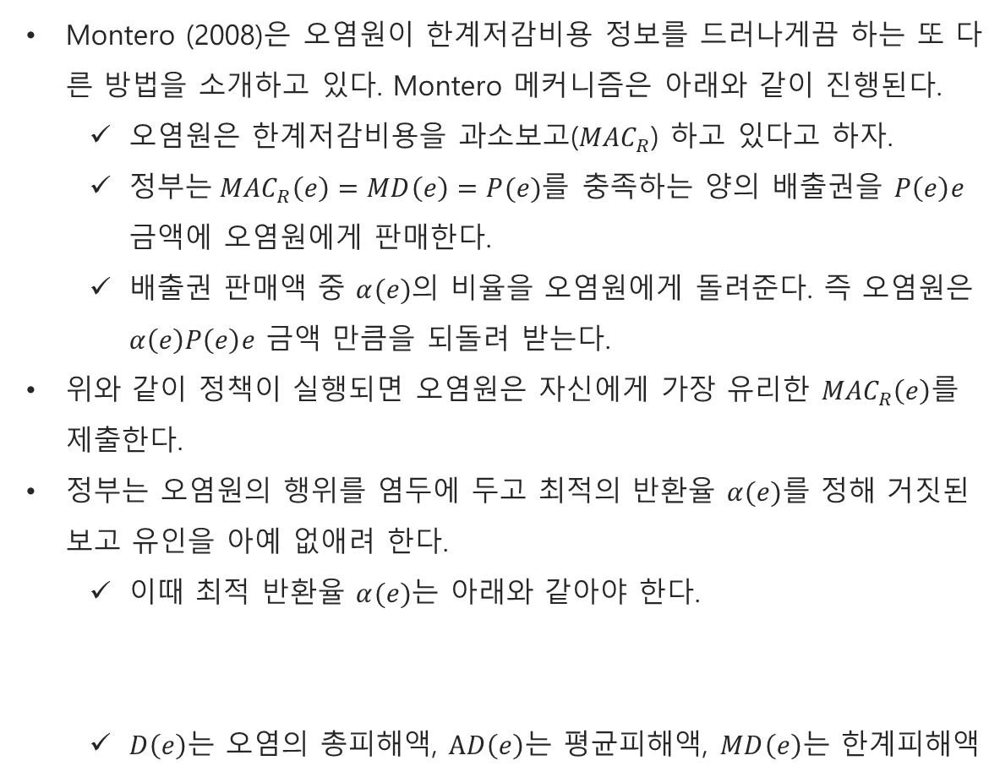 • Montero (2008)은 오염원이 한계저감비용 정보를 드러나게끔 하는 또 다
른 방법을 소개하고 있다. Montero 메커니즘은 아래와 같이 진행된다.
✓ 오염원은 한계저감비용을 과소보고(MAC_R) 하고 있다고 하자.
✓ 정부는 MAC_R(e) = MD(e) = P(e)를 충족하는 양의 배출권을 P(e)e
금액에 오염원에게 판매한다.
✓ 배출권 판매액 중 α(e)의 비율을 오염원에게 돌려준다. 즉 오염원은
α(e)P(e)e 금액 만큼을 되돌려 받는다.
• 위와 같이 정책이 실행되면 오염원은 자신에게 가장 유리한 MAC_R(e)를
제출한다.
• 정부는 오염원의 행위를 염두에 두고 최적의 반환율 α(e)를 정해 거짓된
보고 유인을 아예 없애려 한다.
✓ 이때 최적 반환율 α(e)는 아래와 같아야 한다.
✓ D(e)는 오염의 총피해액, AD(e)는 평균피해액, MD(e)는 한계피해액